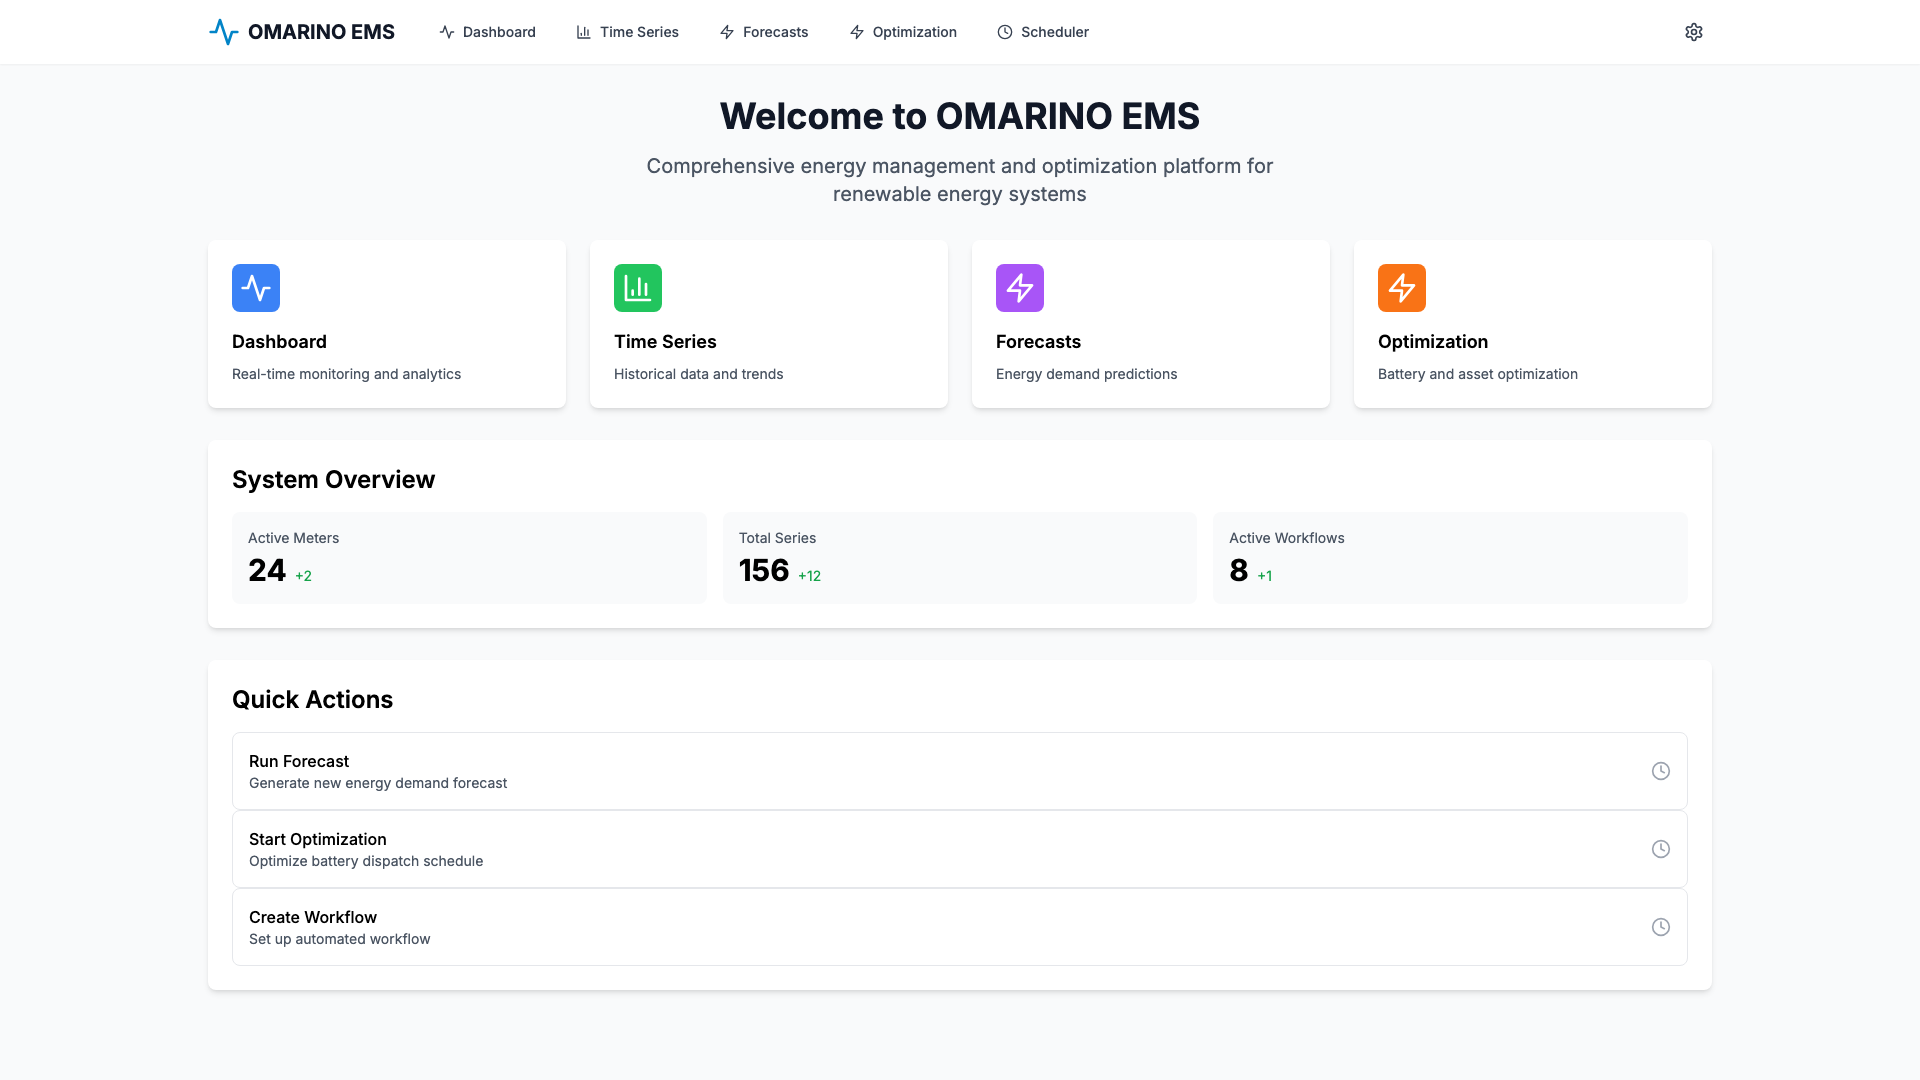 OMARINO EMS
Dashboard
Time Series
Forecasts
Optimization
Scheduler
Welcome to OMARINO EMS
Comprehensive energy management and optimization platform for
renewable energy systems
Dashboard
Real-time monitoring and analytics
Time Series
Historical data and trends
Forecasts
Energy demand predictions
Optimization
Battery and asset optimization
System Overview
Active Meters
24 +2
Total Series
156 +12
Active Workflows
8 +1
Quick Actions
Run Forecast
Generate new energy demand forecast
Start Optimization
Optimize battery dispatch schedule
Create Workflow
Set up automated workflow